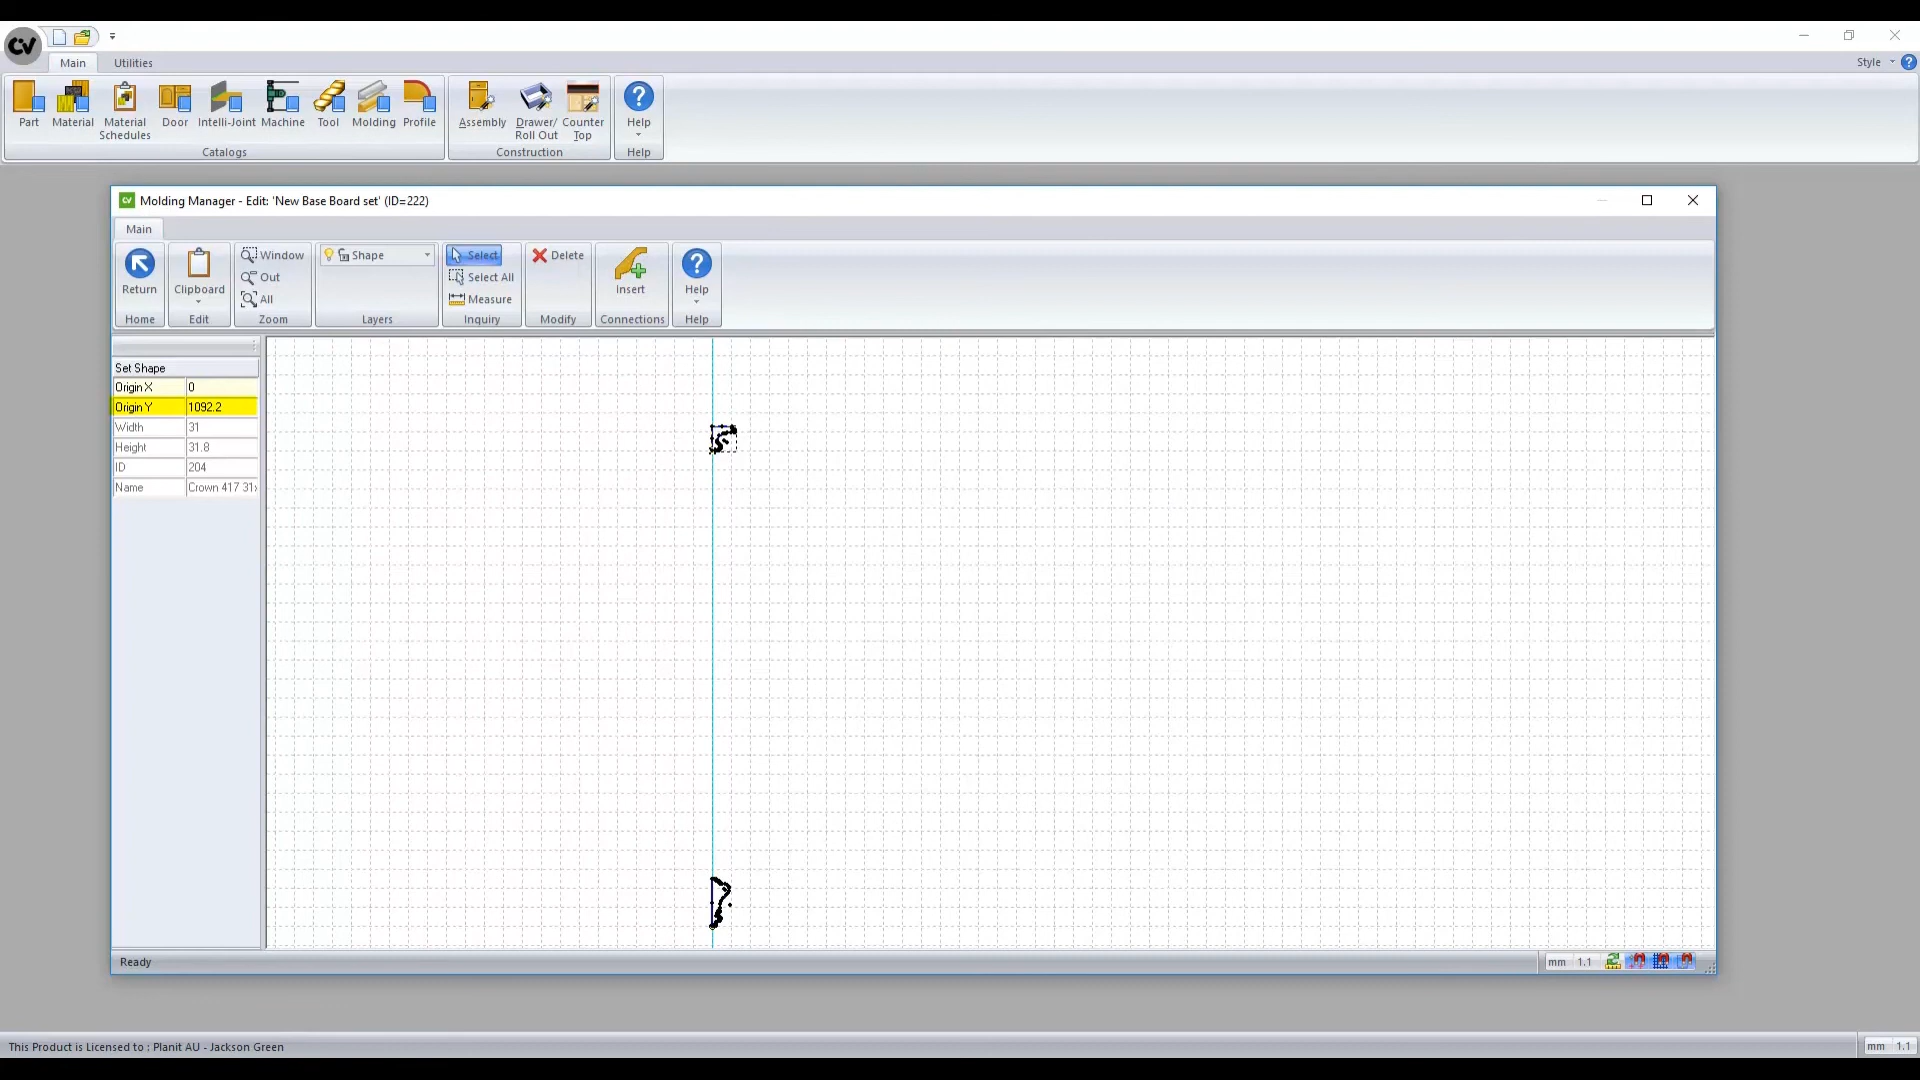 CV
Main
Utilities
Style
Part
Material
Material
Schedules
Door
Intelli-Joint
Machine
Tool
Molding
Profile
Catalogs
Assembly
Drawer/
Roll Out
Counter
Top
Construction
Help
Help
CV
Molding Manager - Edit: 'New Base Board set' (ID=222)
Main
Return
Home
Clipboard
Edit
Window
Out
All
Zoom
Shape
Layers
Select
Select All
Measure
Inquiry
Delete
Modify
Insert
Connections
Help
Help
Set Shape
Origin X 0
Origin Y 1092.2
Width 31
Height 31.8
ID 204
Name Crown 417 31x
Ready
mm 1.1
This Product is Licensed to : Planit AU - Jackson Green
mm 1.1